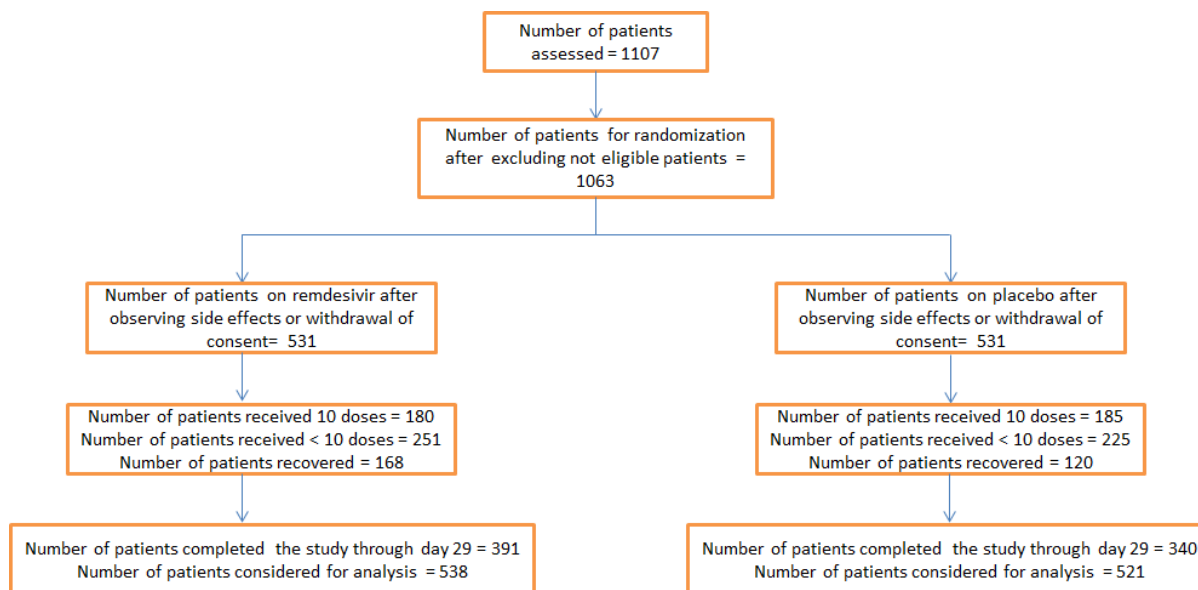 Number of patients
assessed = 1107
Number of patients for randomization
after excluding not eligible patients =
1063
Number of patients on remdesivir after
observing side effects or withdrawal of
consent= 531
Number of patients on placebo after
observing side effects or withdrawal of
consent= 531
Number of patients received 10 doses = 180
Number of patients received < 10 doses = 251
Number of patients recovered = 168
Number of patients received 10 doses = 185
Number of patients received < 10 doses = 225
Number of patients recovered = 120
Number of patients completed the study through day 29 = 391
Number of patients considered for analysis = 538
Number of patients completed the study through day 29 = 340
Number of patients considered for analysis = 521